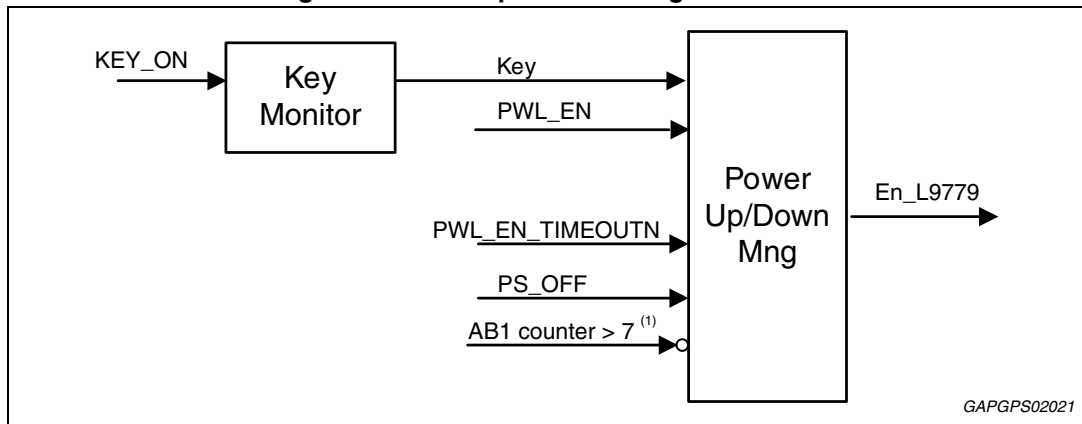 KEY_ON
Key
Monitor
Key
PWL_EN
PWL_EN_TIMEOUTN
PS_OFF
AB1 counter > 7 (1)
Power
Up/Down
Mng
En_L9779
GAPGPS02021